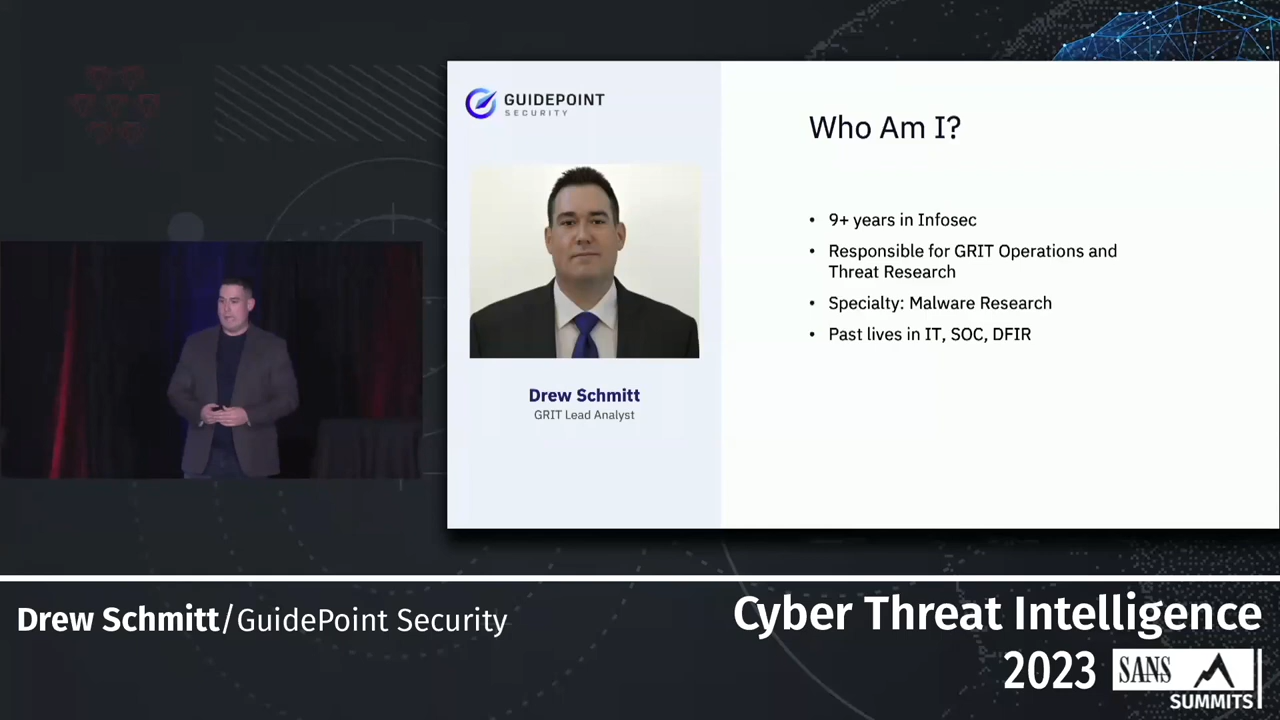 GUIDEPOINT
SECURITY
Who Am I?
• 9+ years in Infosec
• Responsible for GRIT Operations and
Threat Research
• Specialty: Malware Research
• Past lives in IT, SOC, DFIR
Drew Schmitt
GRIT Lead Analyst
Drew Schmitt/GuidePoint Security
Cyber Threat Intelligence
2023 SANS
SUMMITS